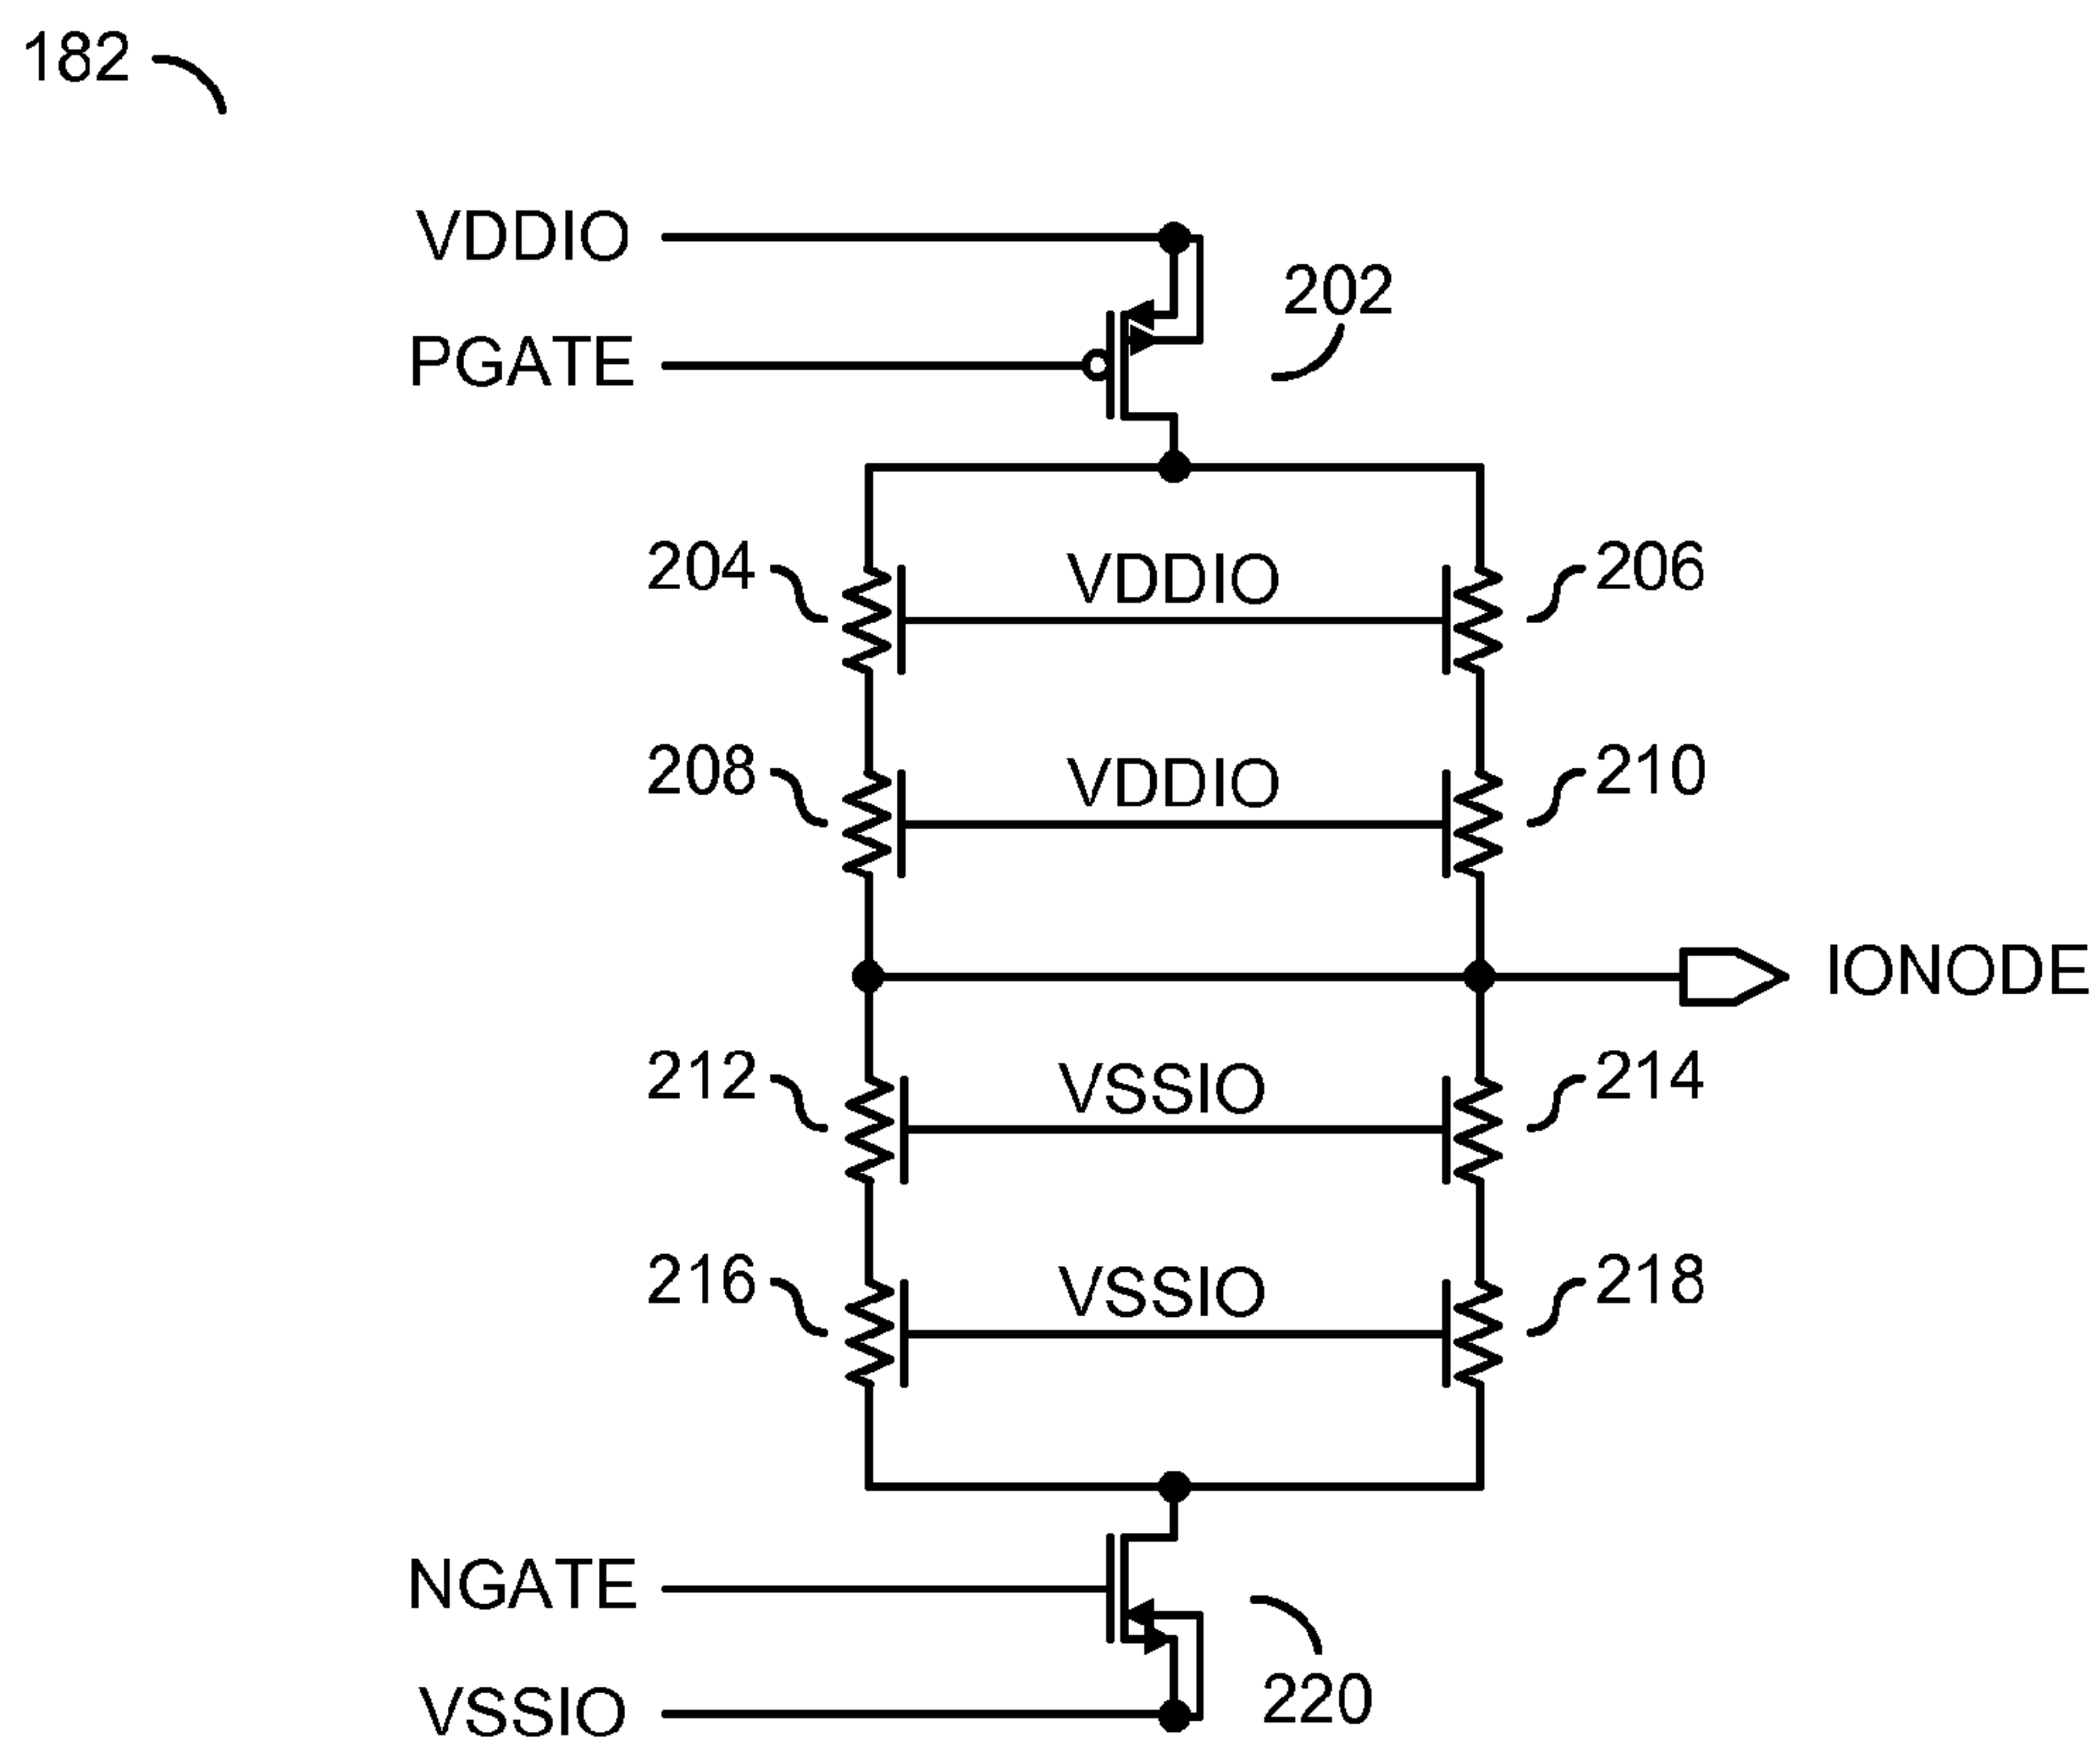 182
VDDIO
202
PGATE
204
VDDIO
206
208
VDDIO
210
IONODE
212
VSSIO
214
216
VSSIO
218
NGATE
220
VSSIO